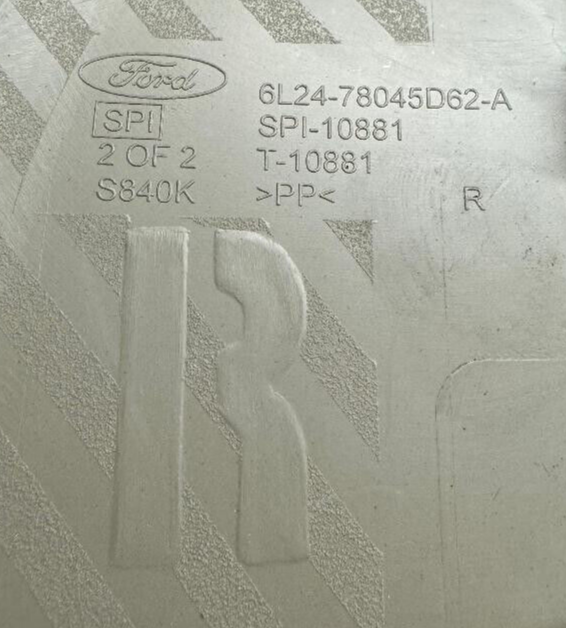 Ford
6L24-78045D62-A
SPI
SPI-10881
2 OF 2
T-10881
S840K
>PP<
R
R